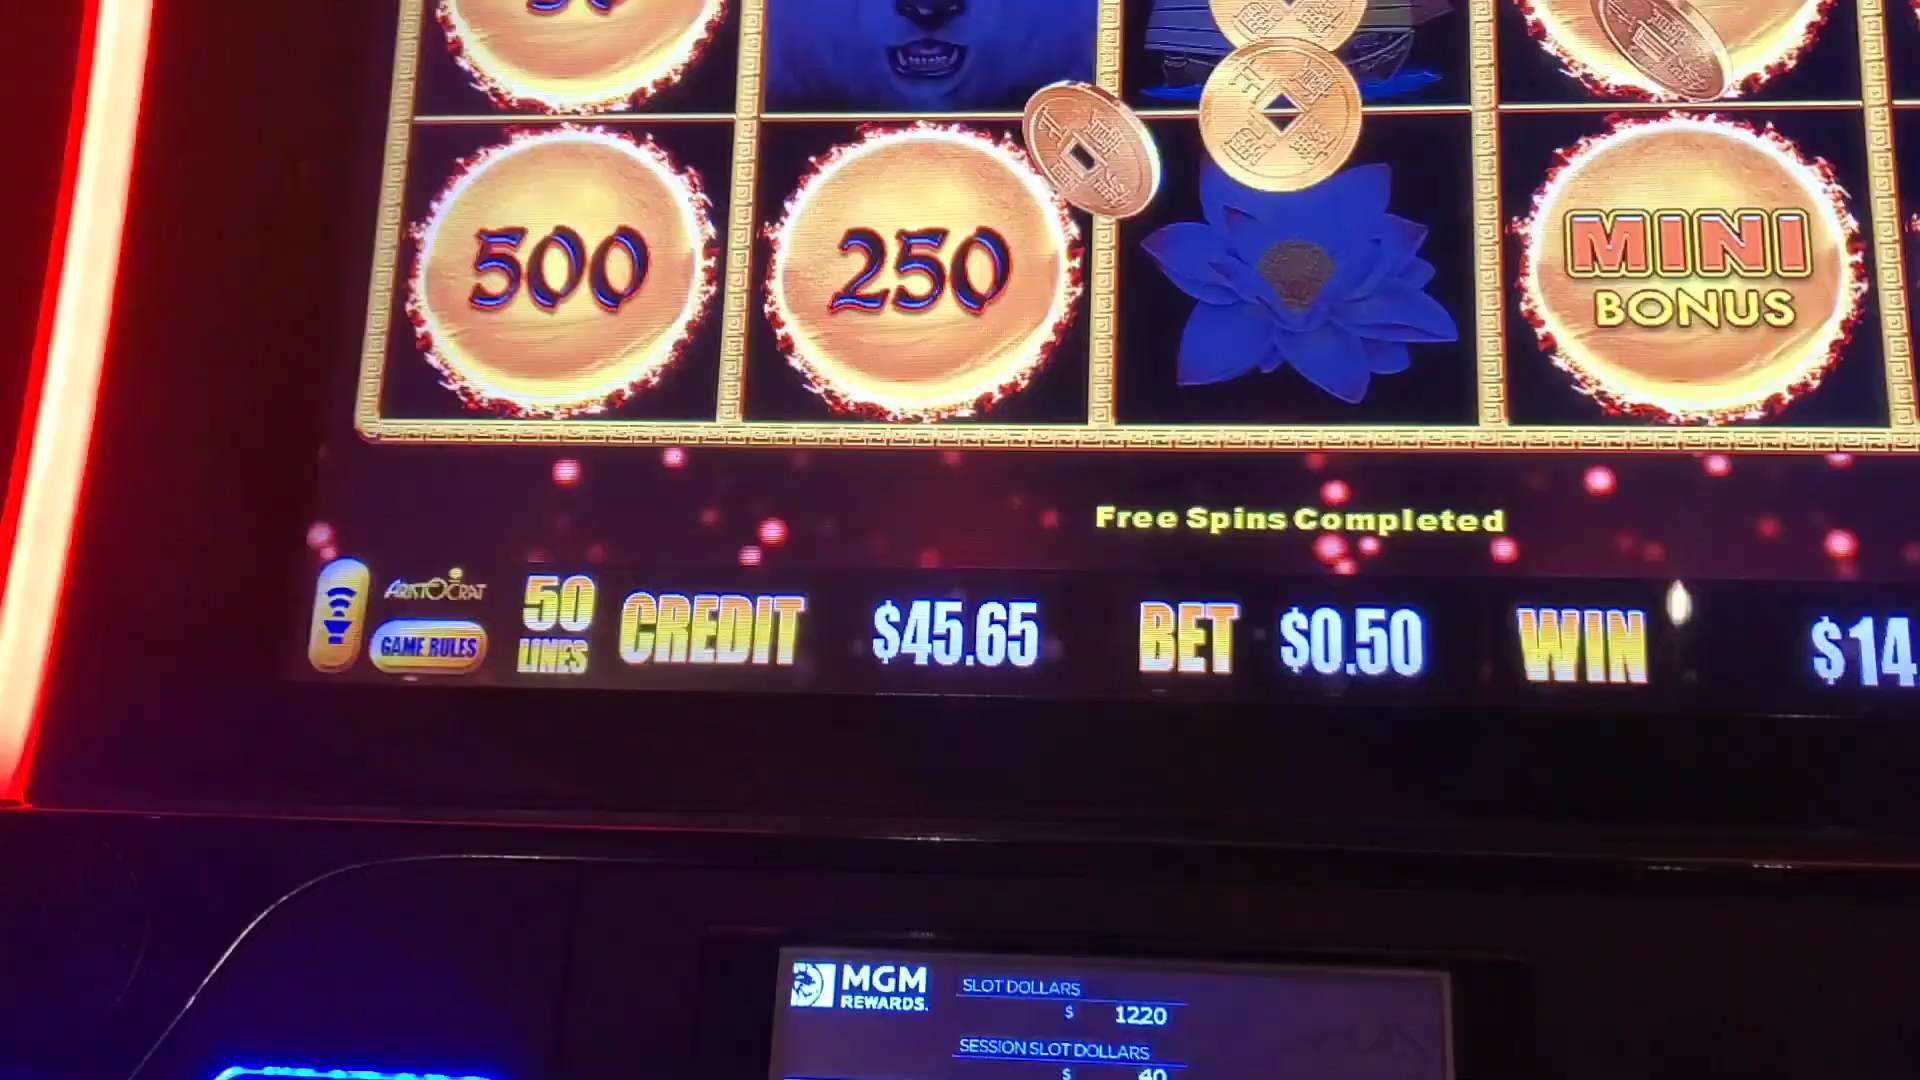 500
250
MINI
BONUS
Free Spins Completed
ARISTOCRAT
GAME RULES
50
LINES
CREDIT $45.65
BET $0.50
WIN $14
MGM
REWARDS.
SLOT DOLLARS
$ 1220
SESSION SLOT DOLLARS
$ 40